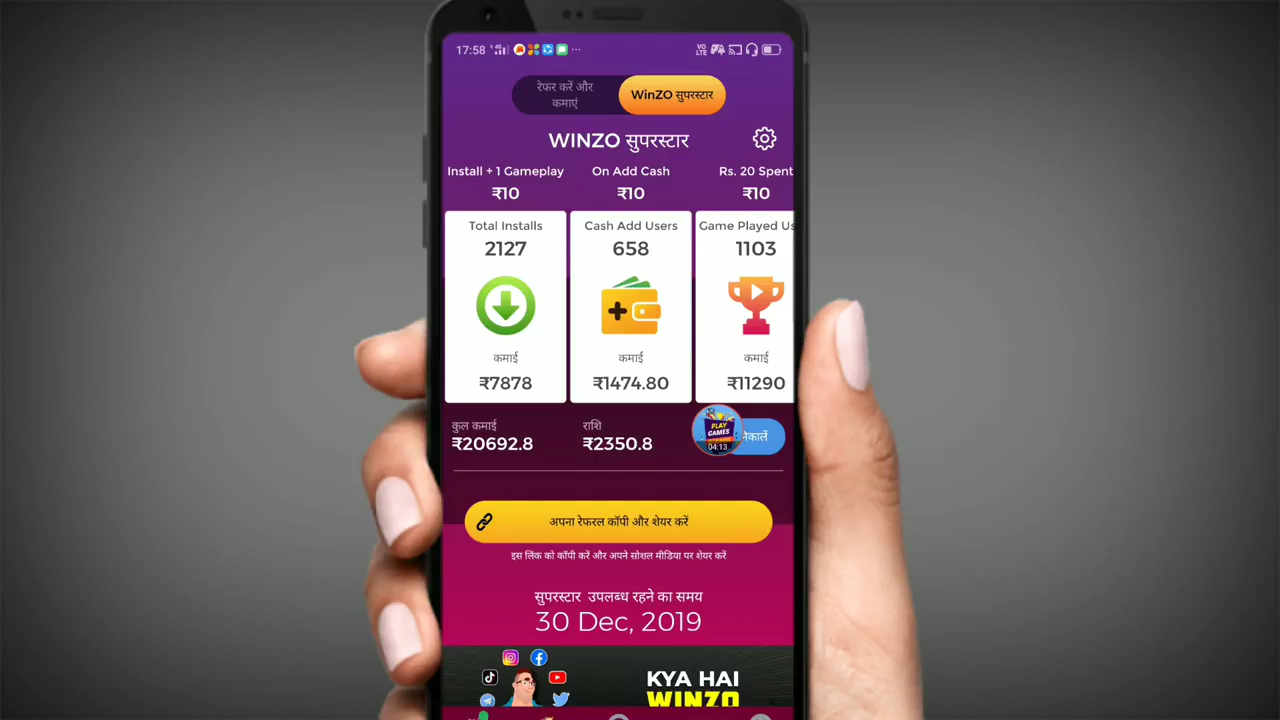 17:58
VO
LTE
रेफर करें और
कमाएं
WinZO सुपरस्टार
WINZO सुपरस्टार
Install + 1 Gameplay
₹10
On Add Cash
₹10
Rs. 20 Spent
₹10
Total Installs
2127
कमाई
₹7878
Cash Add Users
658
कमाई
₹1474.80
Game Played Us
1103
कमाई
₹11290
कुल कमाई
₹20692.8
राशि
₹2350.8
PLAY
GAMES
04:13
अपना रेफरल कॉपी और शेयर करें
इस लिंक को कॉपी करें और अपने सोशल मीडिया पर शेयर करें
सुपरस्टार उपलब्ध रहने का समय
30 Dec, 2019
KYA HAI
WINZO